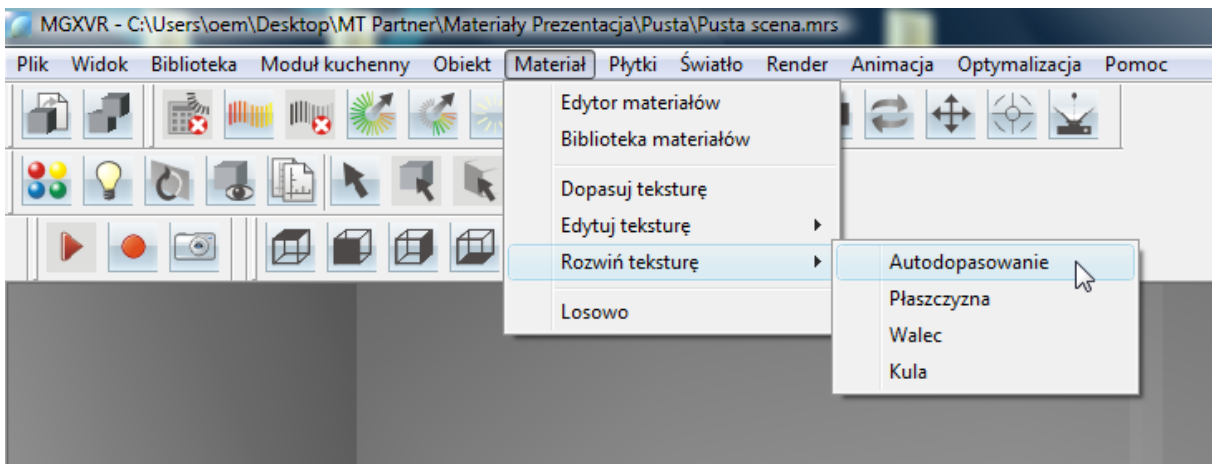 MGXVR - C:\Users\oem\Desktop\MT Partner\Materiały Prezentacja\Pusta\Pusta scena.mrs
Plik Widok Biblioteka Moduł kuchenny Obiekt Materiał Płytki Światło Render Animacja Optymalizacja Pomoc
Edytor materiałów
Biblioteka materiałów
Dopasuj teksturę
Edytuj teksturę
Rozwiń teksturę
Losowo
Autodopasowanie
Płaszczyzna
Walec
Kula